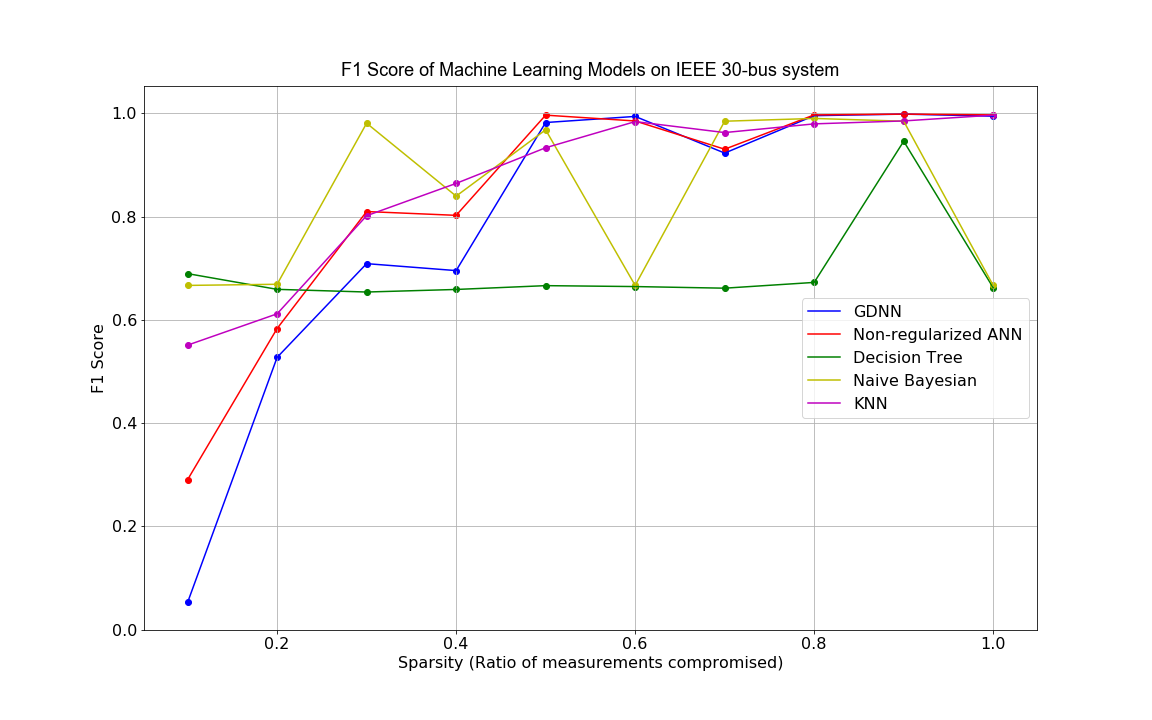 F1 Score of Machine Learning Models on IEEE 30-bus system
1.0
0.8
0.6
0.4
0.2
0.0
F1 Score
GDNN
Non-regularized ANN
Decision Tree
Naive Bayesian
KNN
0.2 0.4 0.6 0.8 1.0
Sparsity (Ratio of measurements compromised)